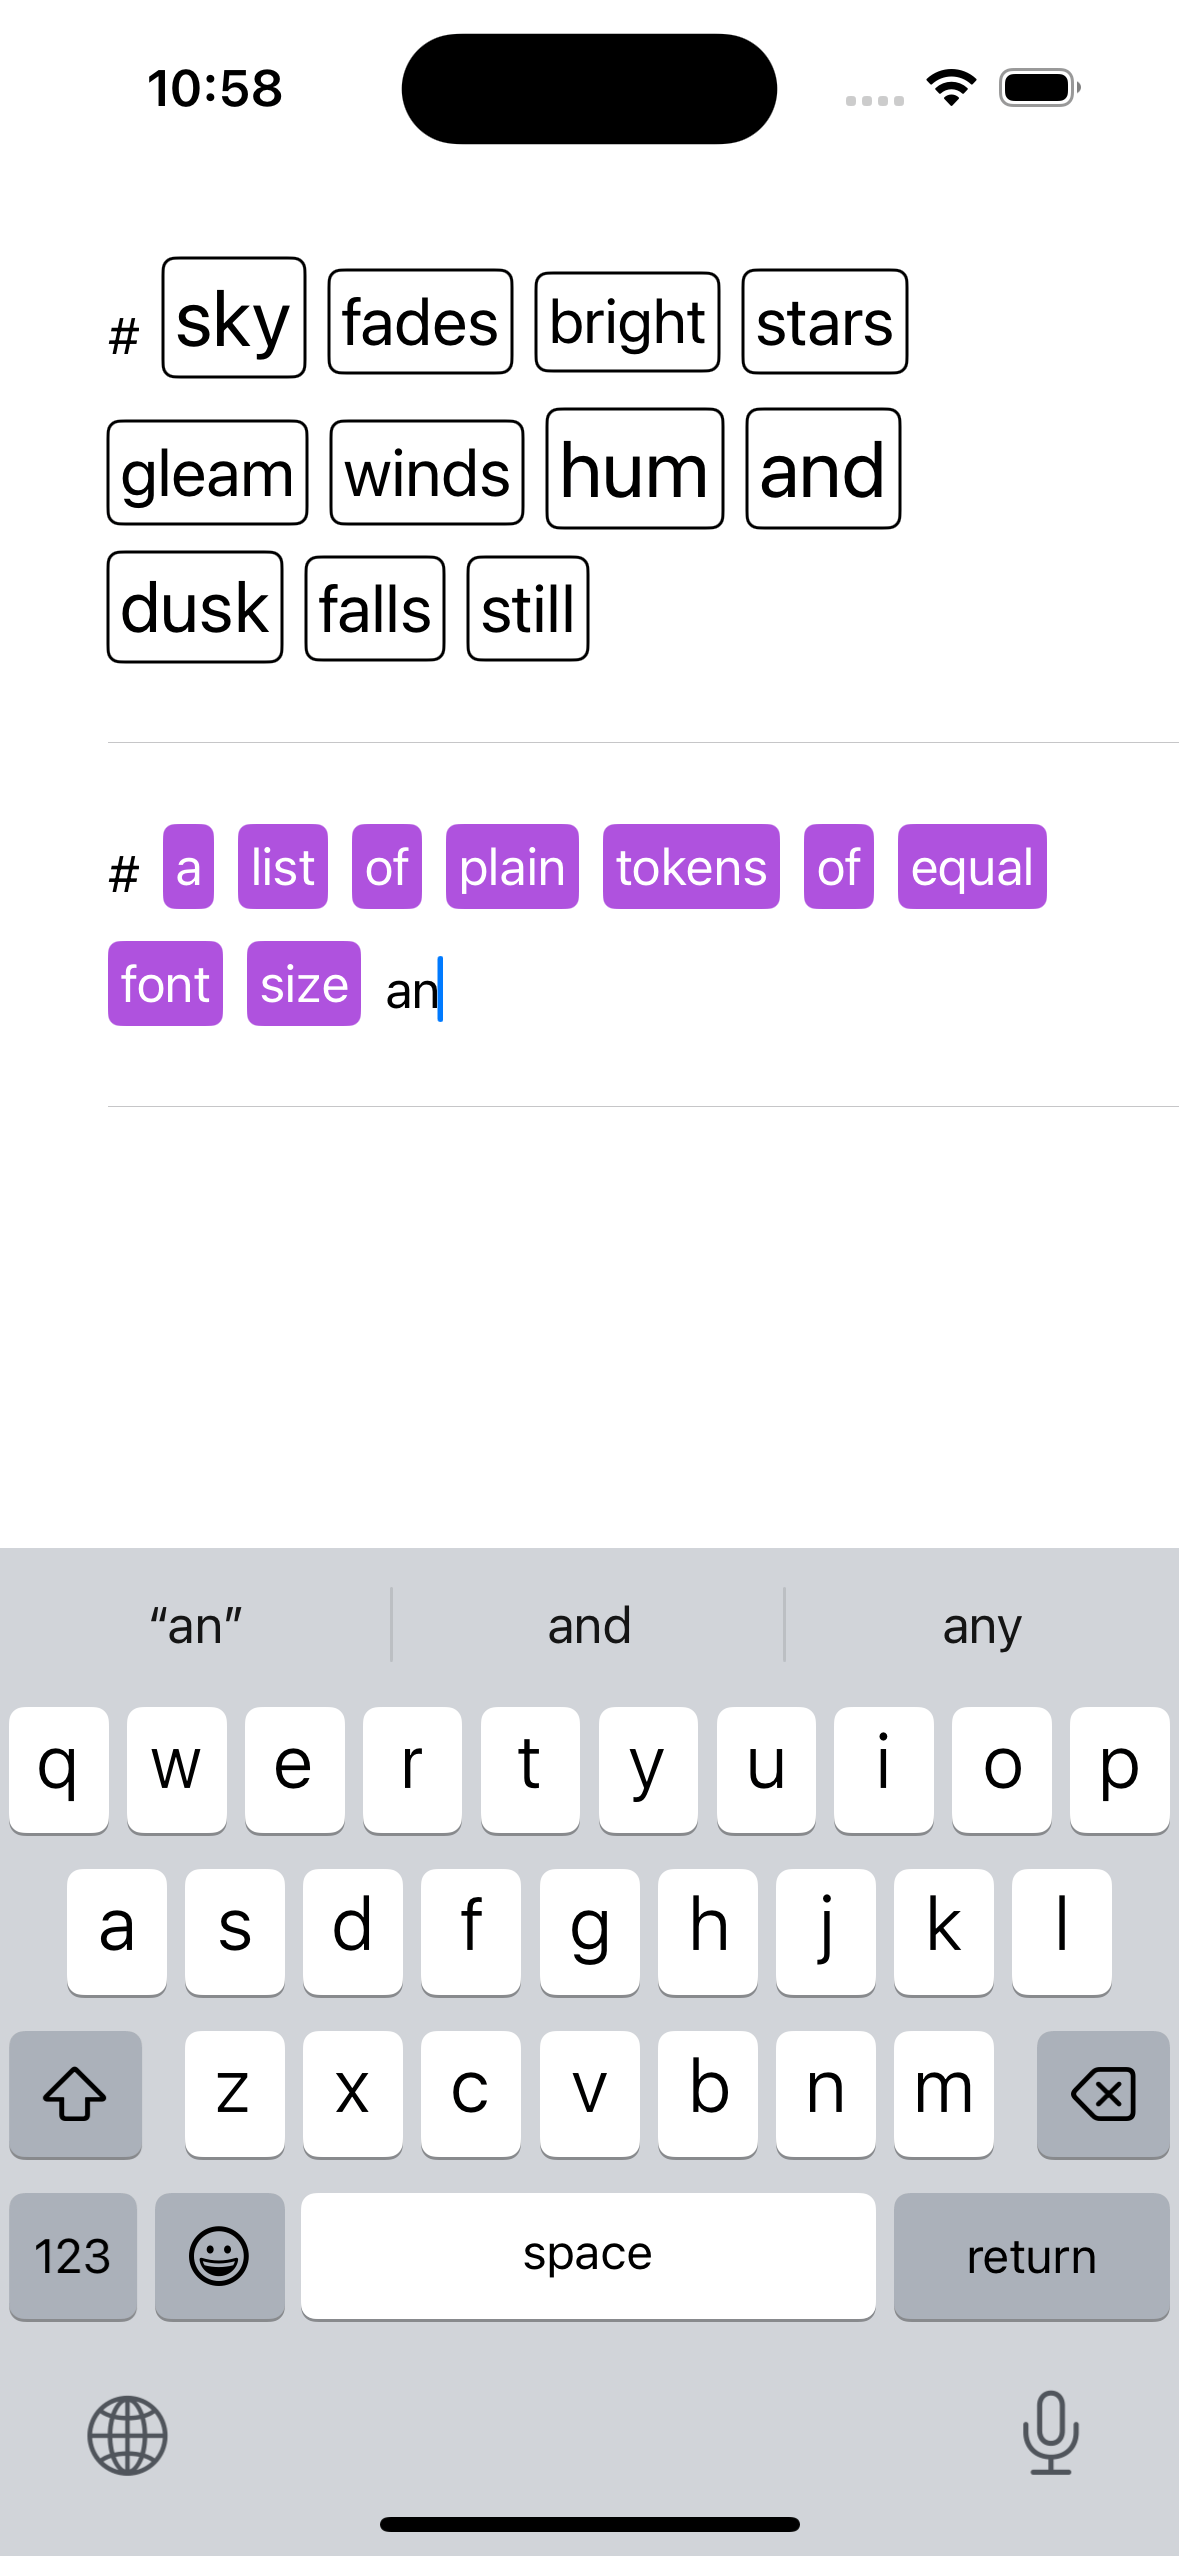 10:58
# sky fades bright stars
gleam winds hum and
dusk falls still
# a list of plain tokens of equal
font size an
“an” and any
q w e r t y u i o p
a s d f g h j k l
z x c v b n m
123 space return